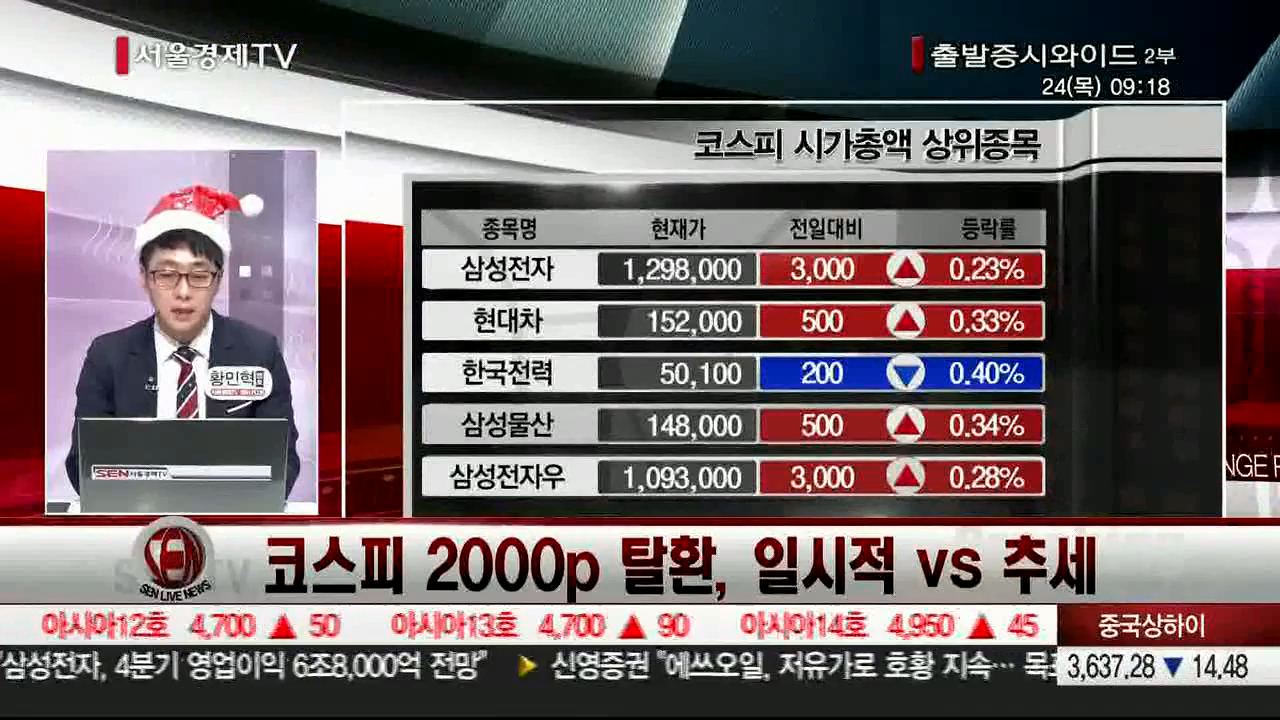 서울경제TV
출발증시와이드 2부
24(목) 09:18
코스피 시가총액 상위종목
종목명 현재가 전일대비 등락률
삼성전자 1,298,000 3,000 ▲ 0.23%
현대차 152,000 500 ▲ 0.33%
한국전력 50,100 200 ▼ 0.40%
삼성물산 148,000 500 ▲ 0.34%
삼성전자우 1,093,000 3,000 ▲ 0.28%
황민혁
SEN 서울경제TV
NGE
SEN LIVE NEWS
코스피 2000p 탈환, 일시적 vs 추세
아시아12호 4,700 ▲ 50 아시아13호 4,700 ▲ 90 아시아14호 4,950 ▲ 45
중국상하이
"삼성전자, 4분기 영업이익 6조8,000억 전망" ▶ 신영증권 "에쓰오일, 저유가로 호황 지속… 목표
3,637.28 ▼ 14.48